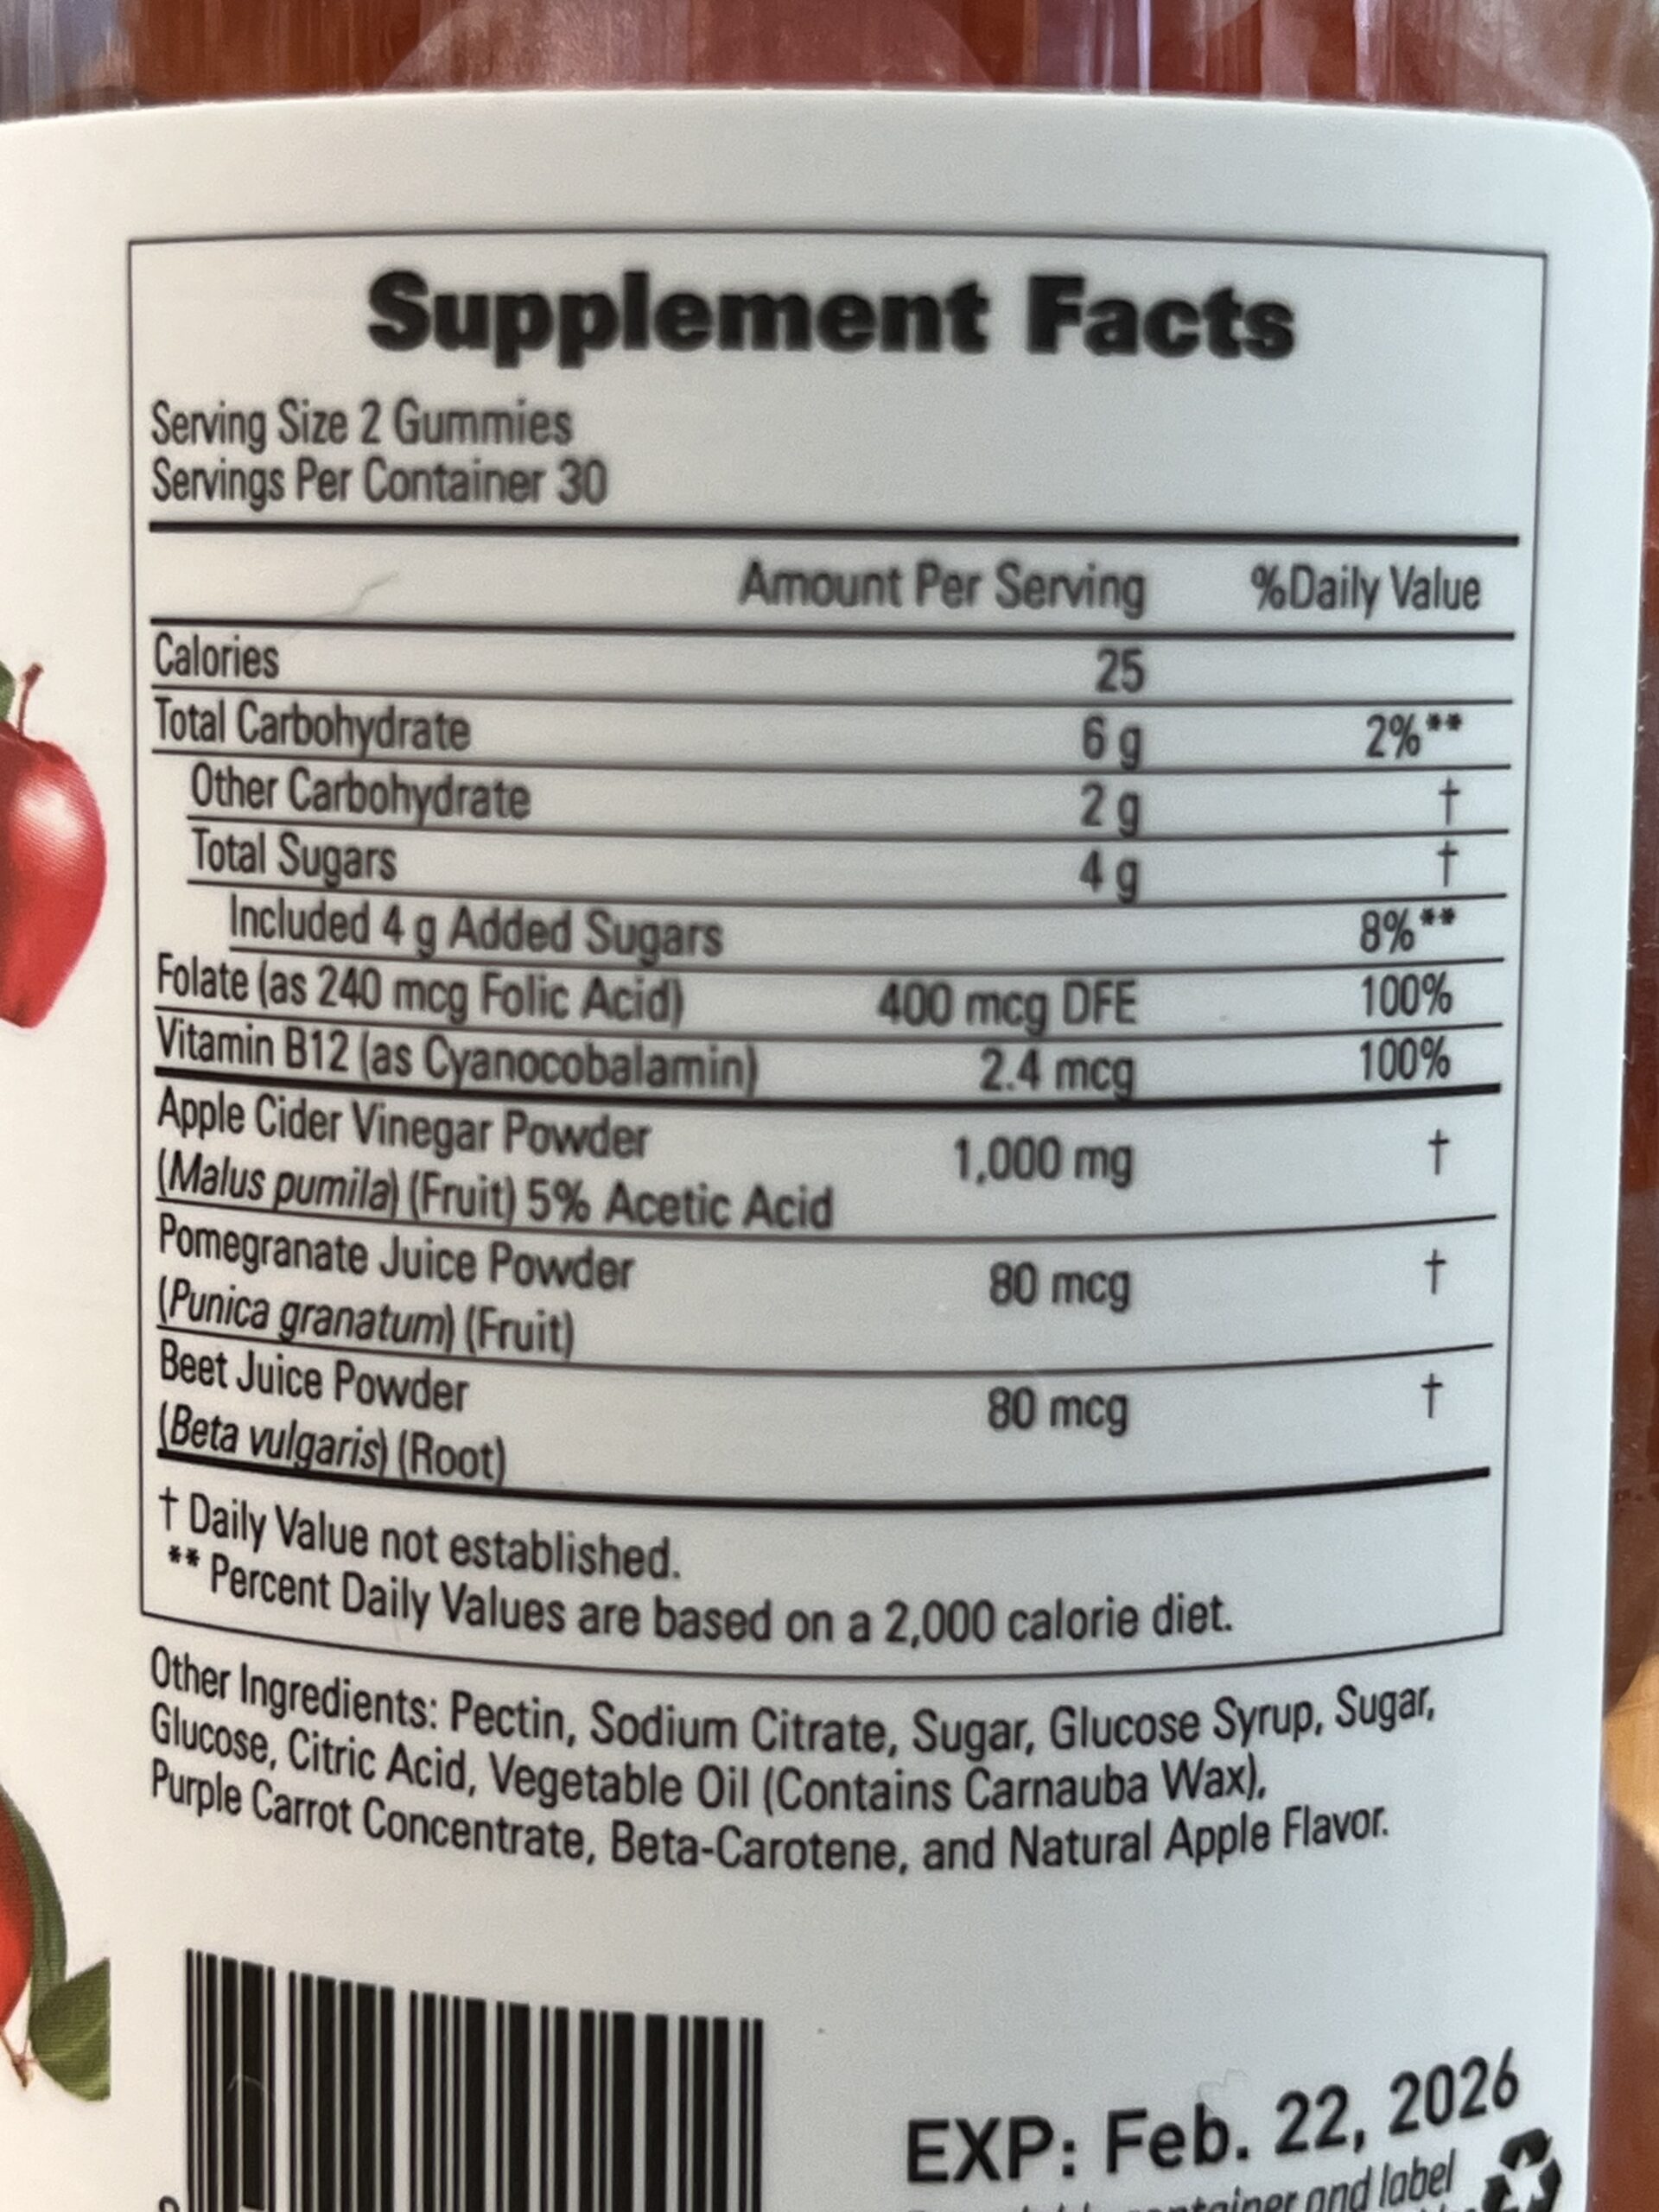 Supplement Facts
Serving Size 2 Gummies
Servings Per Container 30
Amount Per Serving %Daily Value
Calories 25
Total Carbohydrate 6 g 2%**
Other Carbohydrate 2 g †
Total Sugars 4 g †
Included 4 g Added Sugars 8%**
Folate (as 240 mcg Folic Acid) 400 mcg DFE 100%
Vitamin B12 (as Cyanocobalamin) 2.4 mcg 100%
Apple Cider Vinegar Powder 1,000 mg †
(Malus pumila) (Fruit) 5% Acetic Acid
Pomegranate Juice Powder 80 mcg †
(Punica granatum) (Fruit)
Beet Juice Powder 80 mcg †
(Beta vulgaris) (Root)
† Daily Value not established.
** Percent Daily Values are based on a 2,000 calorie diet.
Other Ingredients: Pectin, Sodium Citrate, Sugar, Glucose Syrup, Sugar,
Glucose, Citric Acid, Vegetable Oil (Contains Carnauba Wax),
Purple Carrot Concentrate, Beta-Carotene, and Natural Apple Flavor.
EXP: Feb. 22, 2026
container and label